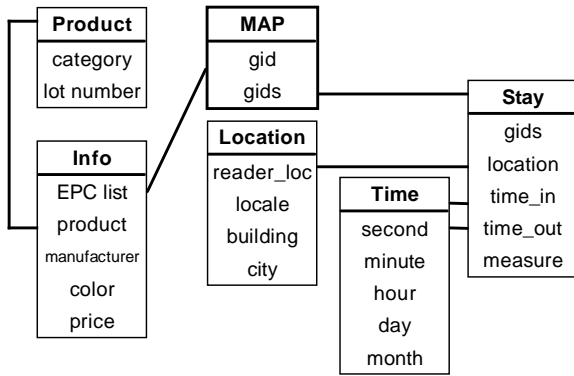 Product
category
lot number
Info
EPC list
product
manufacturer
color
price
MAP
gid
gids
Location
reader_loc
locale
building
city
Time
second
minute
hour
day
month
Stay
gids
location
time_in
time_out
measure